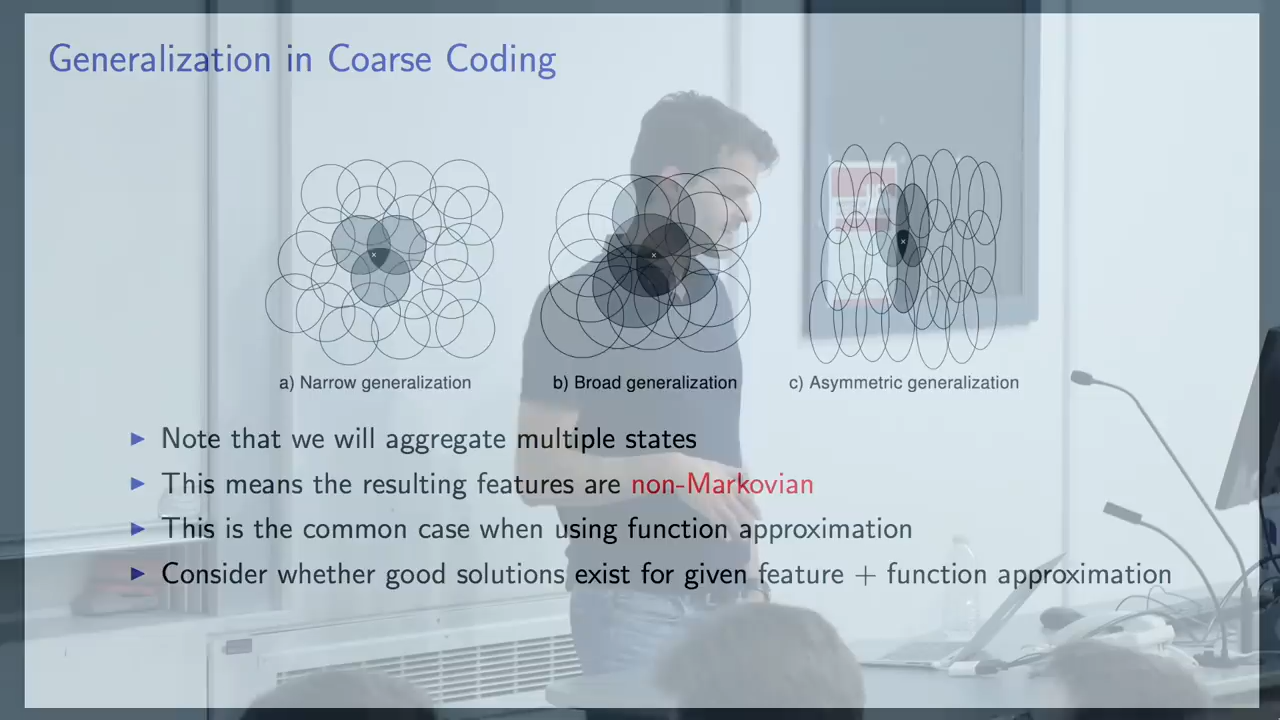 Generalization in Coarse Coding
a) Narrow generalization
b) Broad generalization
c) Asymmetric generalization
Note that we will aggregate multiple states
This means the resulting features are non-Markovian
This is the common case when using function approximation
Consider whether good solutions exist for given feature + function approximation